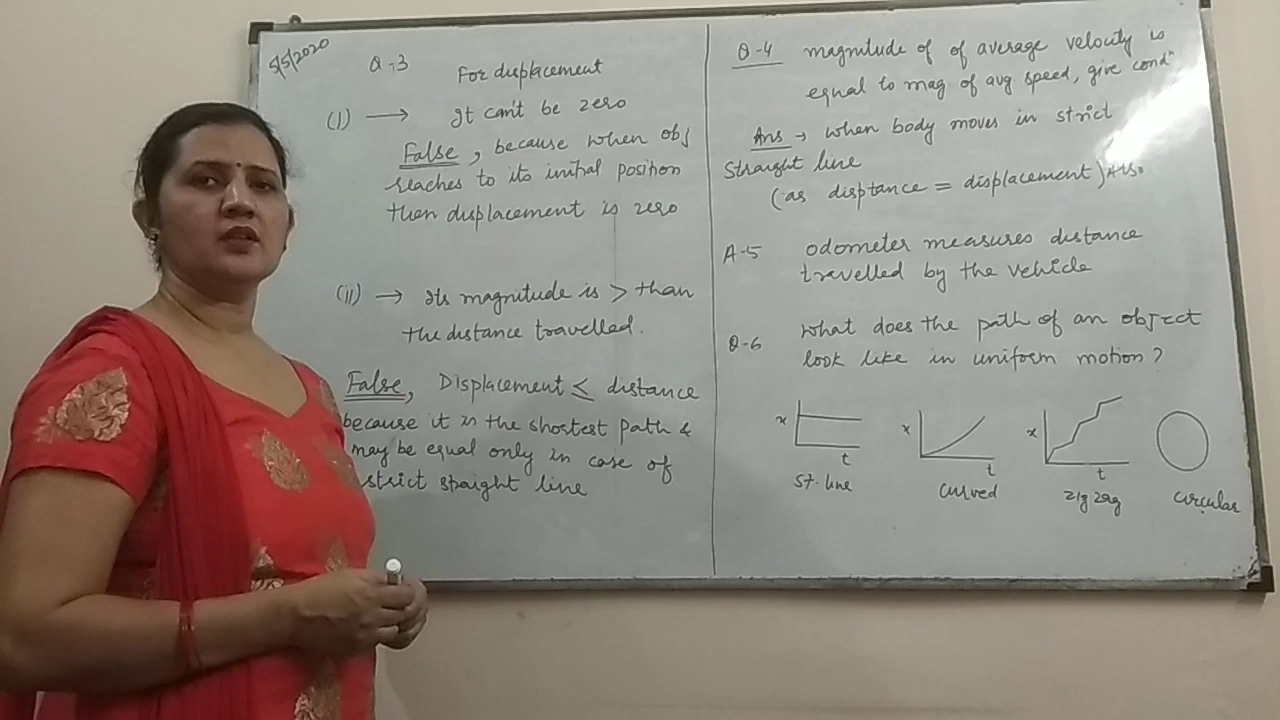 5/5/2020
Q-3
For displacement
(I) → It can't be zero
False, because when obj
reaches to its initial position
then displacement is zero
(II) → Its magnitude is > than
the distance travelled.
False, Displacement ≤ distance
because it is the shortest path &
may be equal only in case of
strict spaight line
Q-4 magnitude of of average velocity is
equal to mag of avg. speed, give condⁿ
Ans → when body moves in strict
straight line
(as disptance = displacement) Ans.
A-5 odometer measures distance
travelled by the vehicle
Q-6 what does the path of an object
look like in uniform motion?
x t
st. line
x t
curved
x t
zig zag
circular